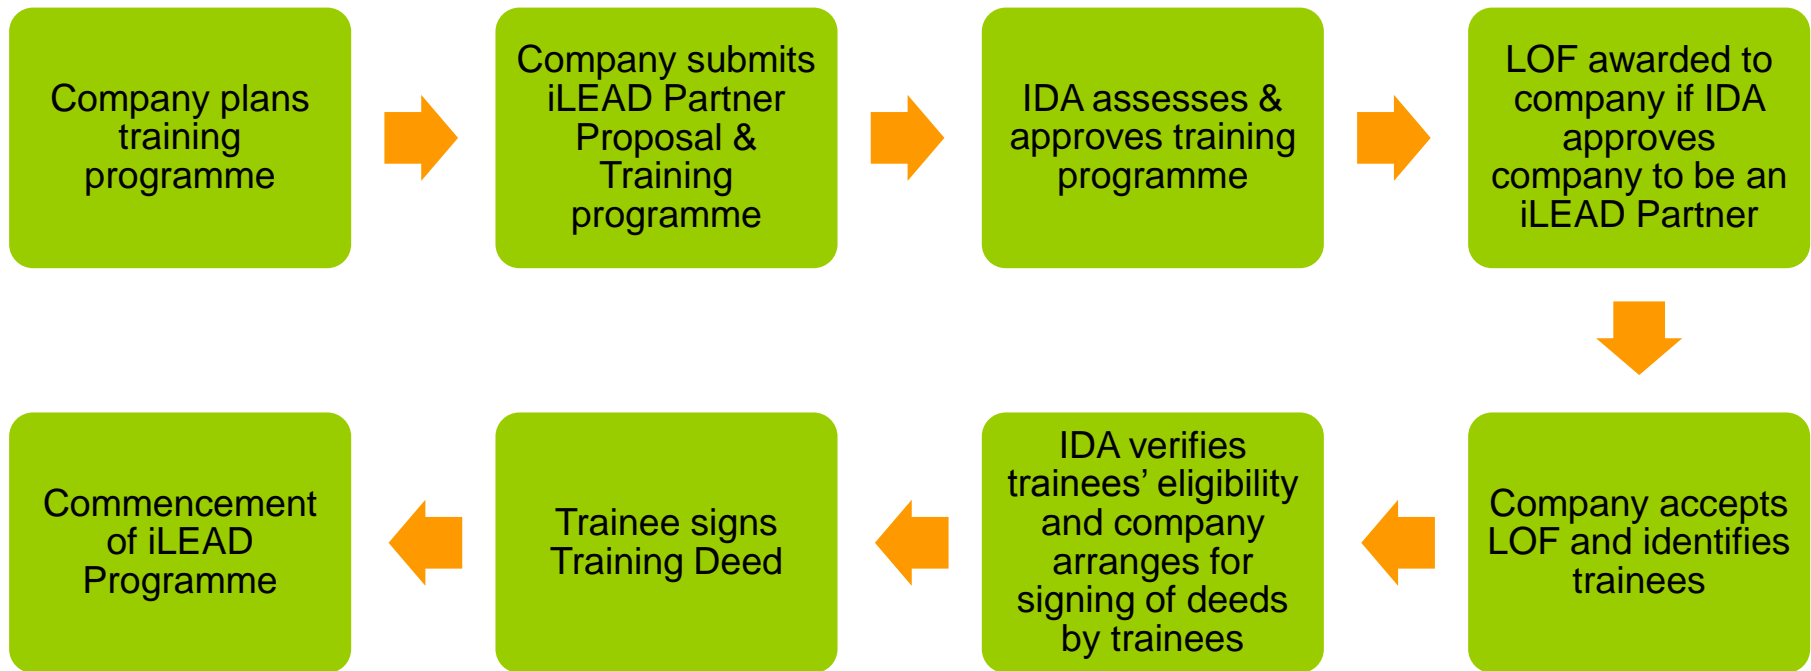 Company plans
training
programme
Company submits
iLEAD Partner
Proposal &
Training
programme
IDA assesses &
approves training
programme
LOF awarded to
company if IDA
approves
company to be an
iLEAD Partner
Company accepts
LOF and identifies
trainees
IDA verifies
trainees’ eligibility
and company
arranges for
signing of deeds
by trainees
Trainee signs
Training Deed
Commencement
of iLEAD
Programme